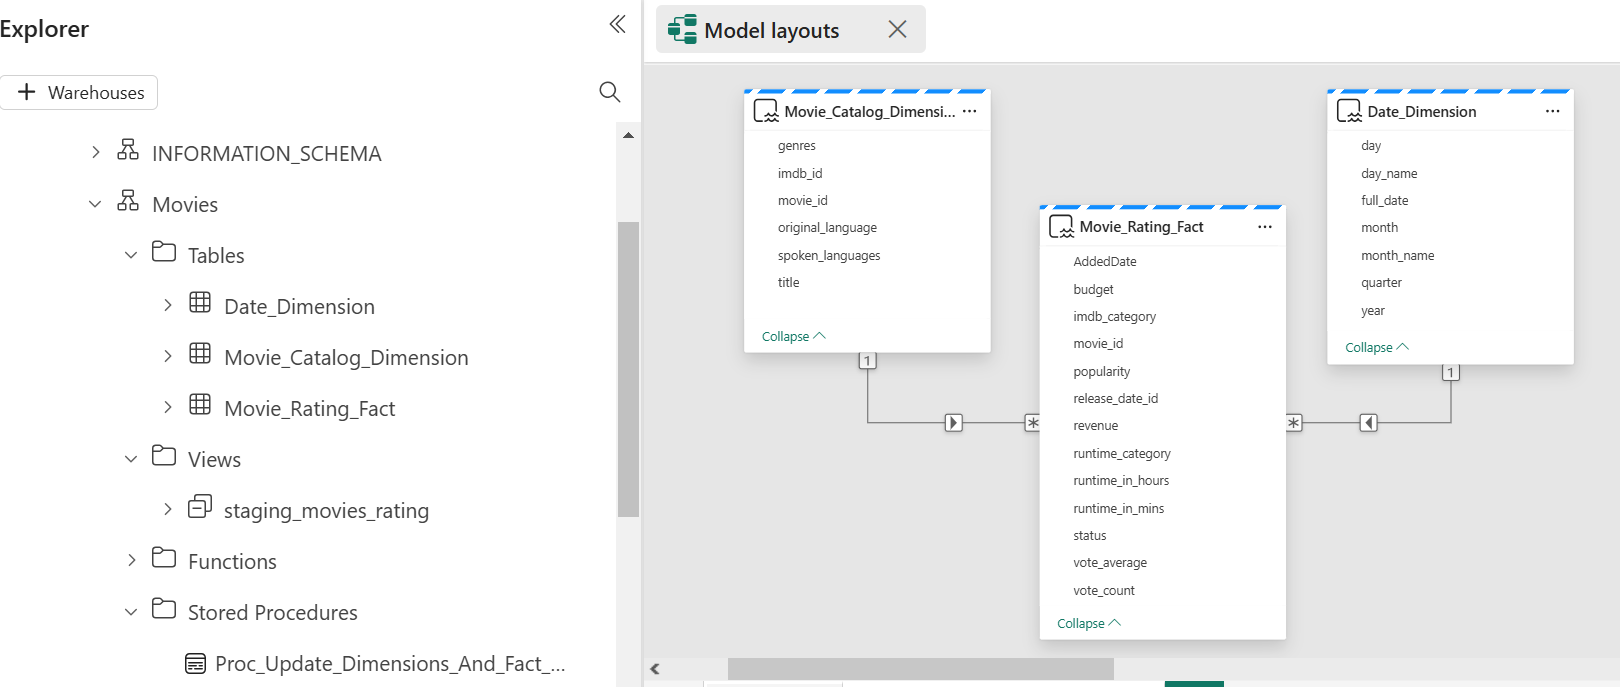 Explorer
Warehouses
INFORMATION_SCHEMA
Movies
Tables
Date_Dimension
Movie_Catalog_Dimension
Movie_Rating_Fact
Views
staging_movies_rating
Functions
Stored Procedures
Proc_Update_Dimensions_And_Fact_...
Model layouts
Movie_Catalog_Dimensi...
genres
imdb_id
movie_id
original_language
spoken_languages
title
Collapse
1
*
Movie_Rating_Fact
AddedDate
budget
imdb_category
movie_id
popularity
release_date_id
revenue
runtime_category
runtime_in_hours
runtime_in_mins
status
vote_average
vote_count
Collapse
Date_Dimension
day
day_name
full_date
month
month_name
quarter
year
Collapse
1
*